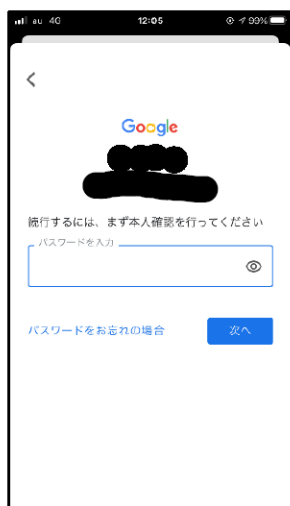 au 4G 12:05 99%
Google
続行するには、まず本人確認を行ってください
パスワードを入力
パスワードをお忘れの場合 次へ